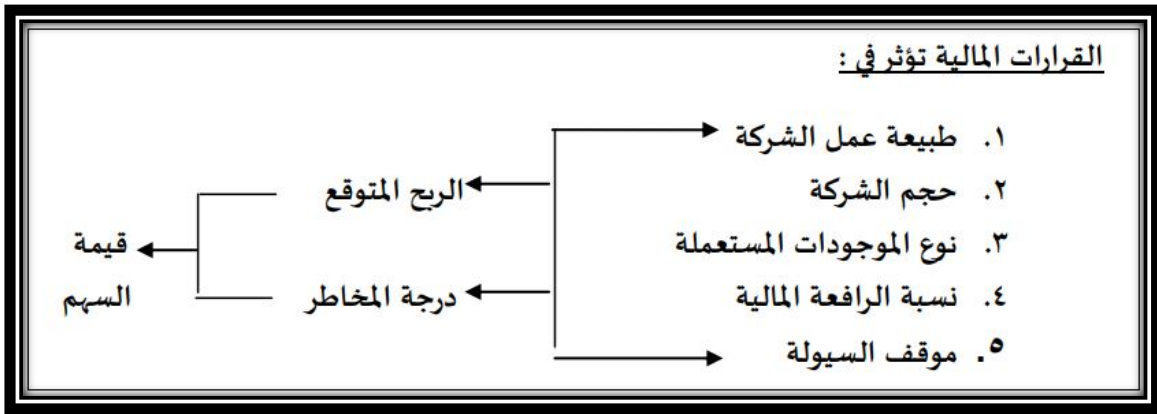 القرارات المالية تؤثر في :
١. طبيعة عمل الشركة
٢. حجم الشركة
٣. نوع الموجودات المستعملة
٤. نسبة الرافعة المالية
٥. موقف السيولة
الربح المتوقع
درجة المخاطر
قيمة
السهم